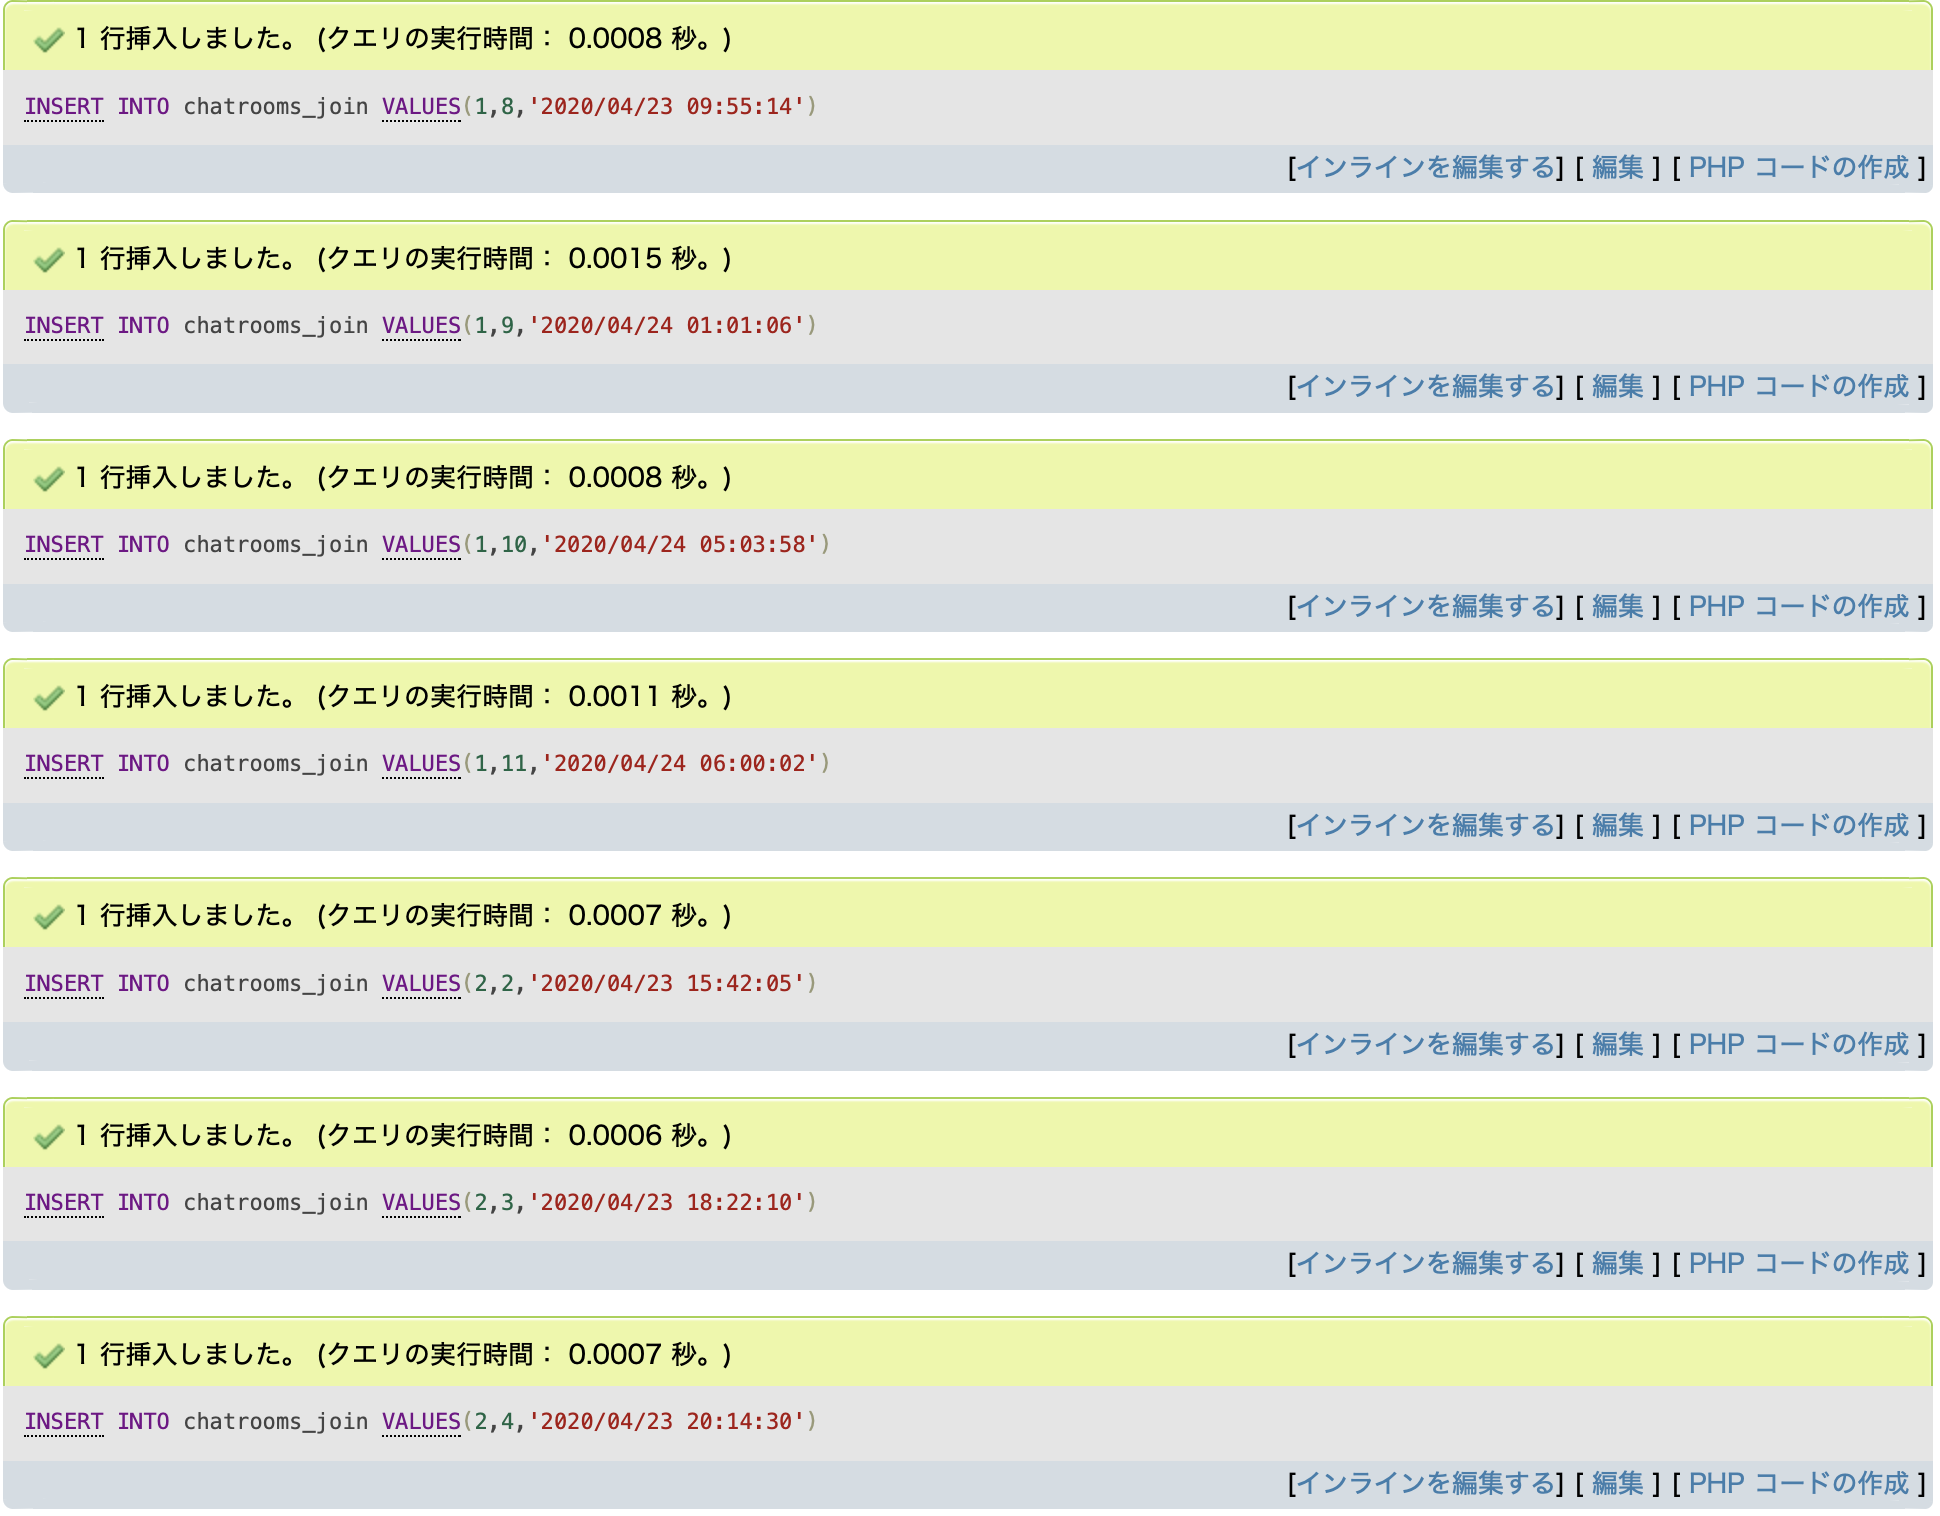 1 行挿入しました。 (クエリの実行時間： 0.0008 秒。)
INSERT INTO chatrooms_join VALUES(1,8,'2020/04/23 09:55:14')
[インラインを編集する] [ 編集 ] [ PHP コードの作成 ]
1 行挿入しました。 (クエリの実行時間： 0.0015 秒。)
INSERT INTO chatrooms_join VALUES(1,9,'2020/04/24 01:01:06')
[インラインを編集する] [ 編集 ] [ PHP コードの作成 ]
1 行挿入しました。 (クエリの実行時間： 0.0008 秒。)
INSERT INTO chatrooms_join VALUES(1,10,'2020/04/24 05:03:58')
[インラインを編集する] [ 編集 ] [ PHP コードの作成 ]
1 行挿入しました。 (クエリの実行時間： 0.0011 秒。)
INSERT INTO chatrooms_join VALUES(1,11,'2020/04/24 06:00:02')
[インラインを編集する] [ 編集 ] [ PHP コードの作成 ]
1 行挿入しました。 (クエリの実行時間： 0.0007 秒。)
INSERT INTO chatrooms_join VALUES(2,2,'2020/04/23 15:42:05')
[インラインを編集する] [ 編集 ] [ PHP コードの作成 ]
1 行挿入しました。 (クエリの実行時間： 0.0006 秒。)
INSERT INTO chatrooms_join VALUES(2,3,'2020/04/23 18:22:10')
[インラインを編集する] [ 編集 ] [ PHP コードの作成 ]
1 行挿入しました。 (クエリの実行時間： 0.0007 秒。)
INSERT INTO chatrooms_join VALUES(2,4,'2020/04/23 20:14:30')
[インラインを編集する] [ 編集 ] [ PHP コードの作成 ]